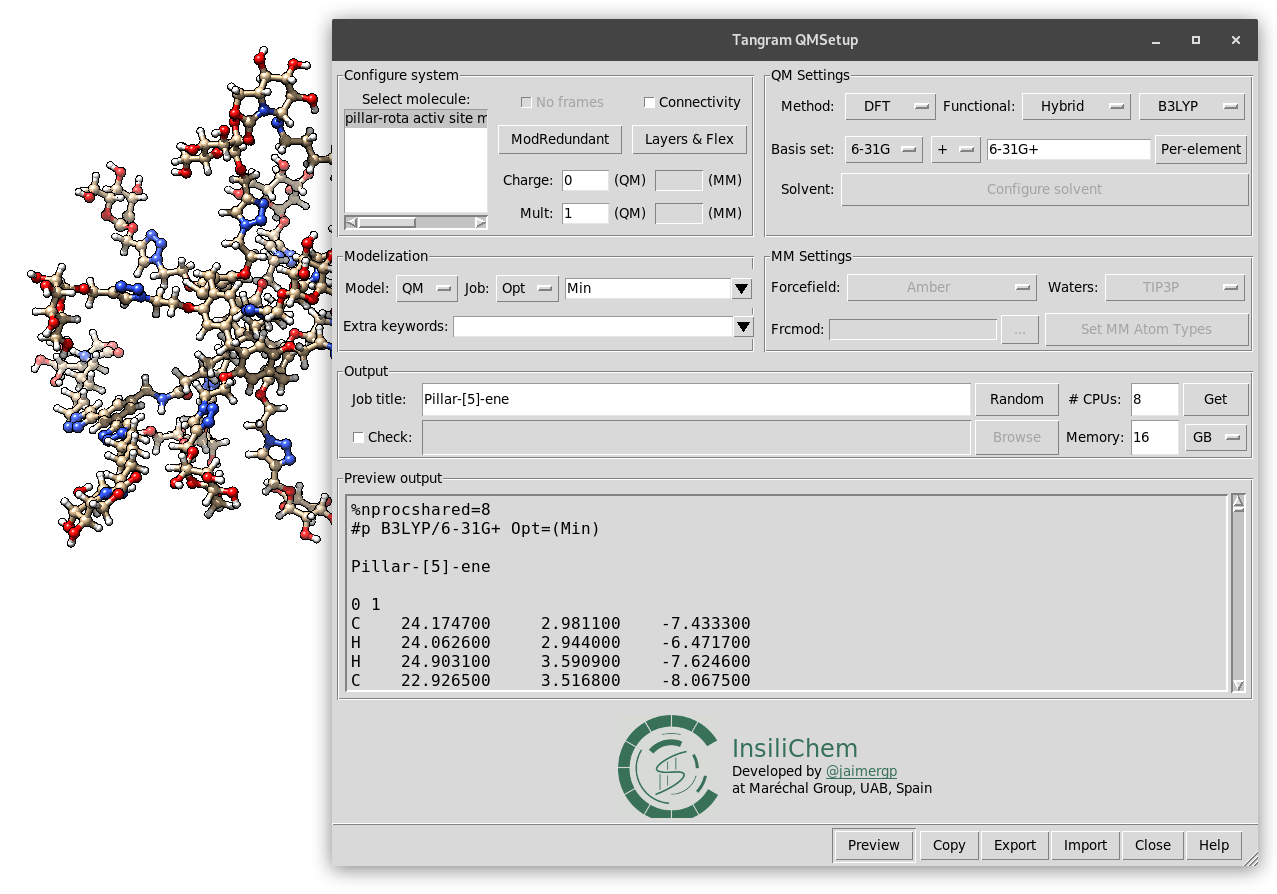 Tangram QMSetup
Configure system
Select molecule:
pillar-rota activ site m
No frames
Connectivity
ModRedundant
Layers & Flex
Charge: 0 (QM) (MM)
Mult: 1 (QM) (MM)
QM Settings
Method: DFT Functional: Hybrid B3LYP
Basis set: 6-31G + 6-31G+ Per-element
Solvent: Configure solvent
Modelization
Model: QM Job: Opt Min
Extra keywords:
MM Settings
Forcefield: Amber Waters: TIP3P
Frcmod: ... Set MM Atom Types
Output
Job title: Pillar-[5]-ene Random # CPUs: 8 Get
Check: Browse Memory: 16 GB
Preview output
%nprocshared=8
#p B3LYP/6-31G+ Opt=(Min)
Pillar-[5]-ene
0 1
C 24.174700 2.981100 -7.433300
H 24.062600 2.944000 -6.471700
H 24.903100 3.590900 -7.624600
C 22.926500 3.516800 -8.067500
InsiliChem
Developed by @jaimergp
at Maréchal Group, UAB, Spain
Preview Copy Export Import Close Help